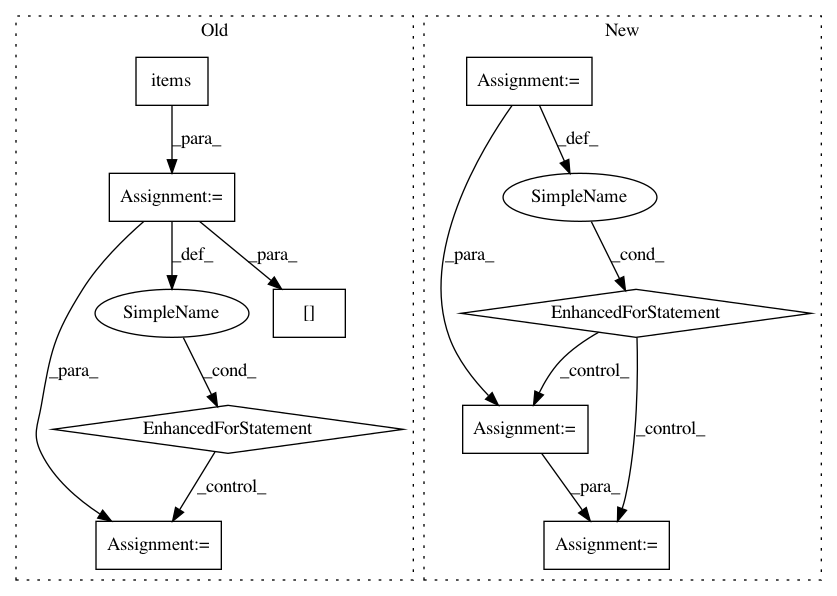 Old
items
_para_
Assignment:=
_def_
_para_
SimpleName
[]
_para_
_cond_
EnhancedForStatement
_control_
Assignment:=
New
Assignment:=
_def_
SimpleName
_para_
_cond_
EnhancedForStatement
_control_
Assignment:=
_control_
_para_
Assignment:=